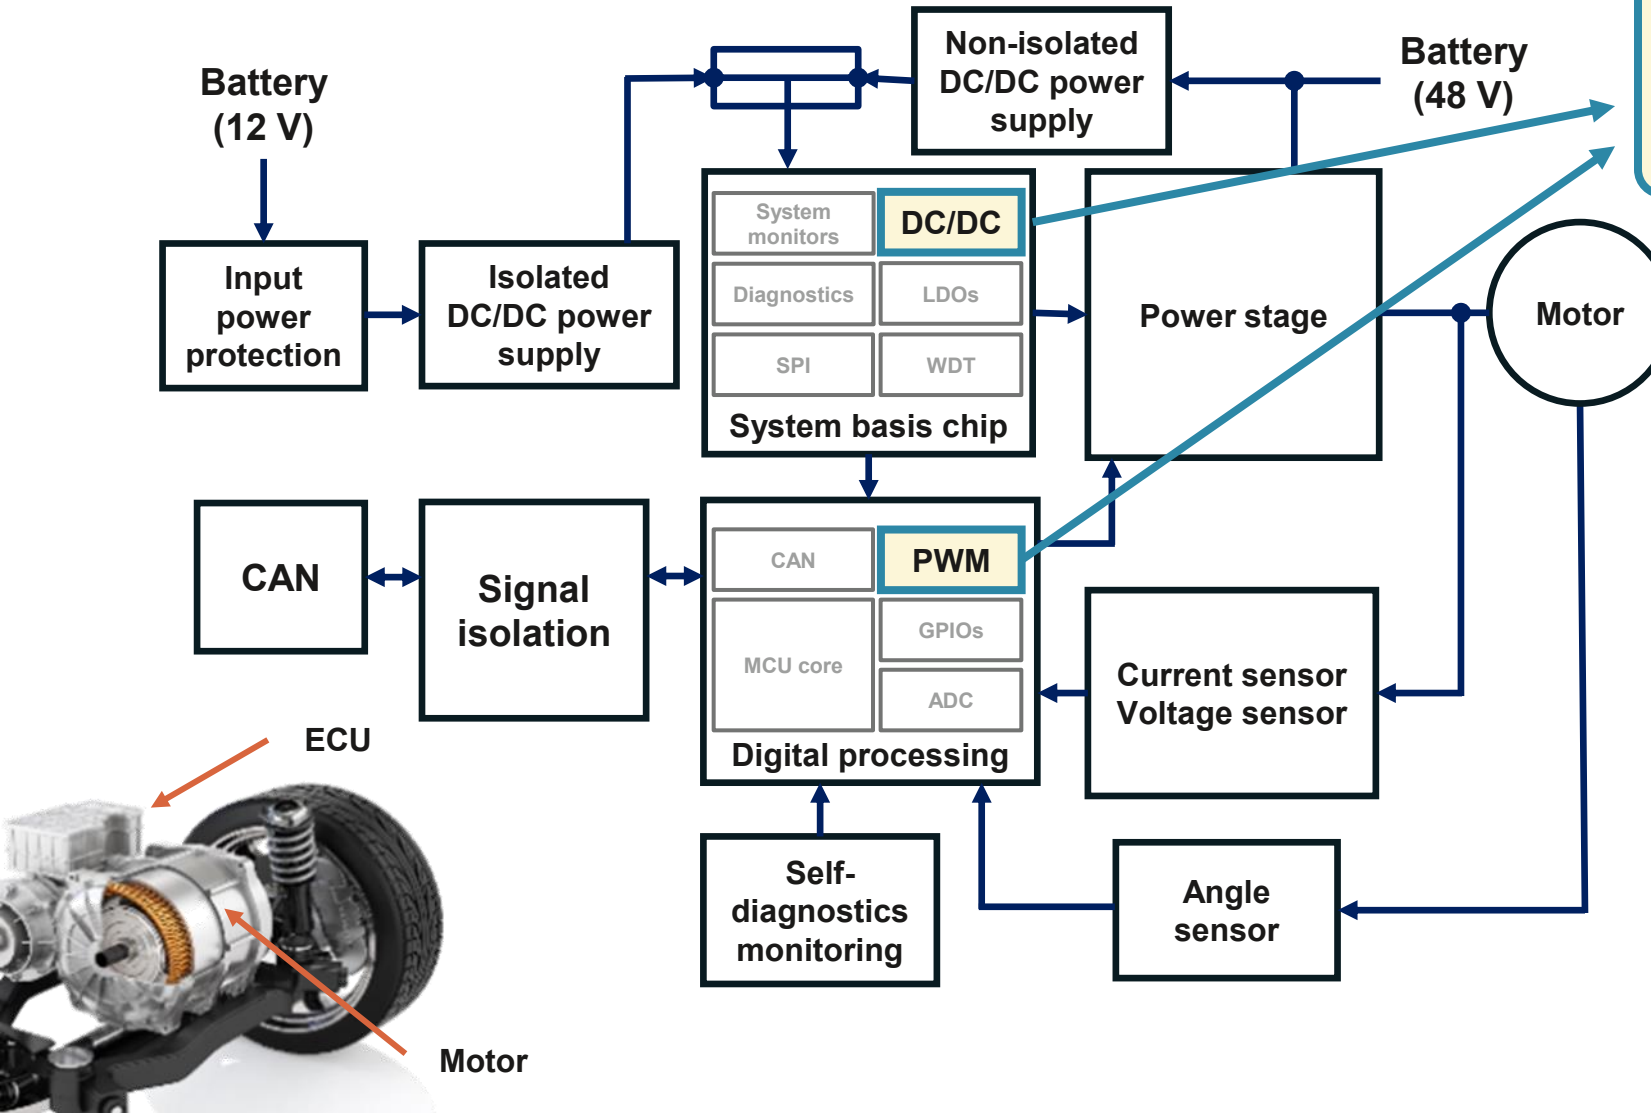 Battery
(12 V)
Non-isolated
DC/DC power
supply
Battery
(48 V)
Input
power
protection
Isolated
DC/DC power
supply
System
monitors
DC/DC
Diagnostics
LDOs
SPI
WDT
System basis chip
Power stage
Motor
CAN
Signal
isolation
CAN
PWM
MCU core
GPIOs
ADC
Digital processing
Current sensor
Voltage sensor
ECU
Self-
diagnostics
monitoring
Angle
sensor
Motor